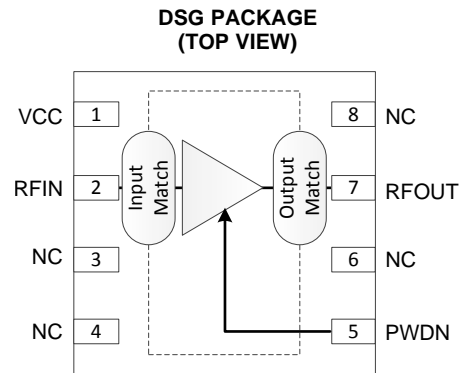 DSG PACKAGE
(TOP VIEW)
VCC 1 8 NC
RFIN 2 Input Match Output Match 7 RFOUT
NC 3 6 NC
NC 4 5 PWDN